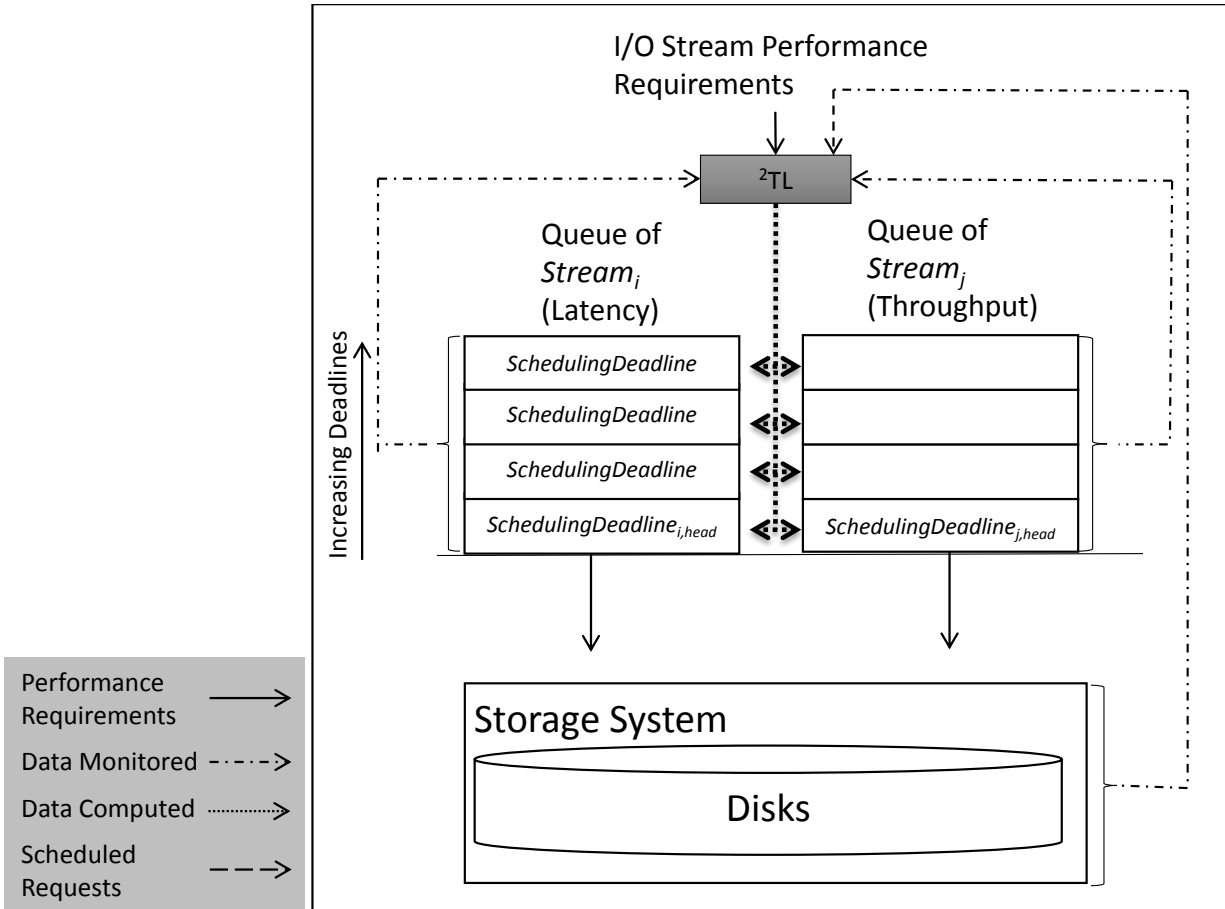 I/O Stream Performance
Requirements
²TL
Queue of
Stream_i
(Latency)
Queue of
Stream_j
(Throughput)
Increasing Deadlines
SchedulingDeadline
SchedulingDeadline
SchedulingDeadline
SchedulingDeadline_i,head
SchedulingDeadline_j,head
Storage System
Disks
Performance
Requirements
Data Monitored
Data Computed
Scheduled
Requests